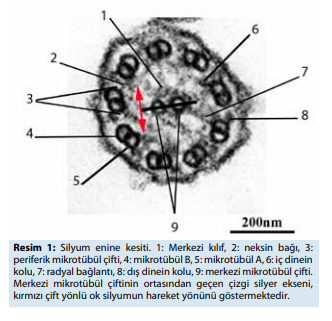 1
2
3
4
5
6
7
8
9
200nm
Resim 1: Silyum enine kesiti. 1: Merkezi kılıf, 2: neksin bağı, 3:
periferik mikrotübül çifti, 4: mikrotübül B, 5: mikrotübül A, 6: iç dinein
kolu, 7: radyal bağlantı, 8: dış dinein kolu, 9: merkezi mikrotübül çifti.
Merkezi mikrotübül çiftinin ortasından geçen çizgi silyer ekseni,
kırmızı çift yönlü ok silyumun hareket yönünü göstermektedir.